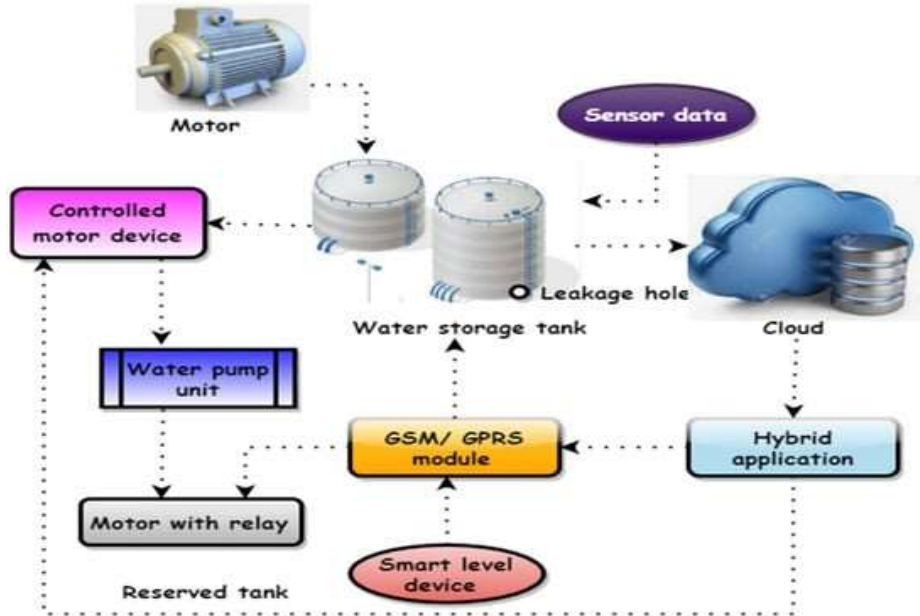 Motor
Sensor data
Controlled
motor device
Leakage hole
Water storage tank
Cloud
Water pump
unit
GSM/ GPRS
module
Hybrid
application
Motor with relay
Smart level
device
Reserved tank